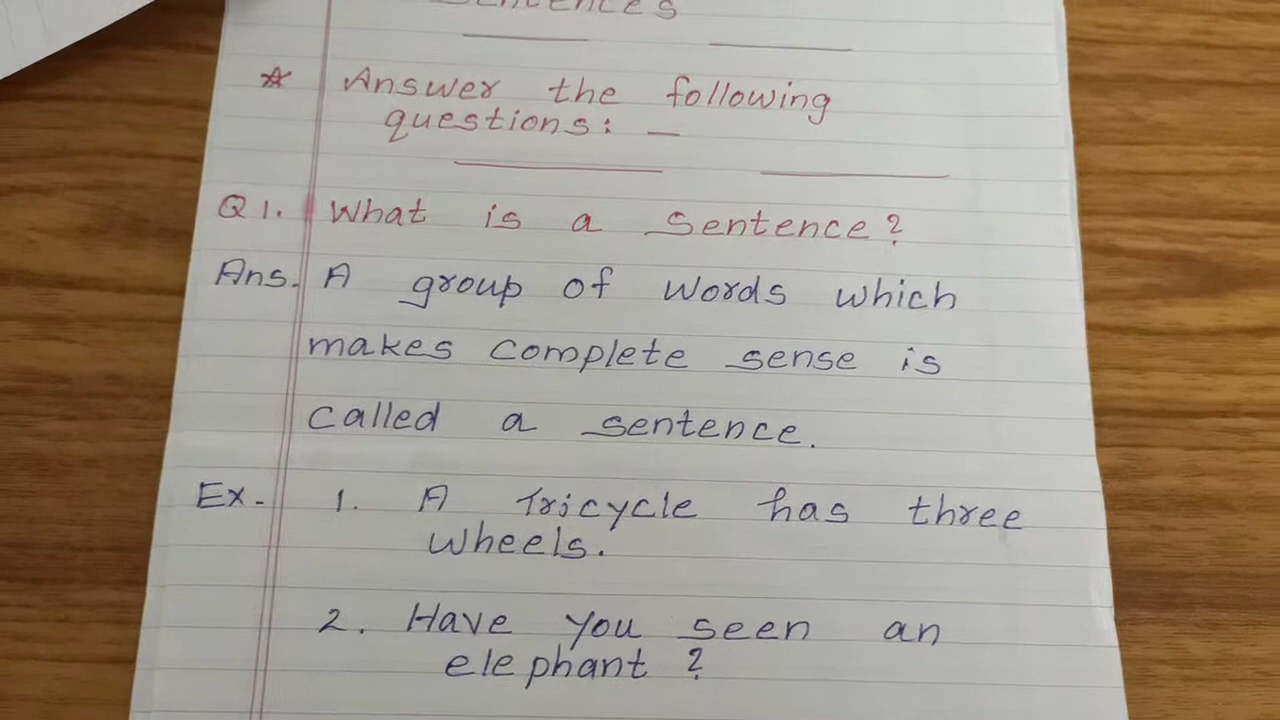 Sentences
☆ Answer the following
questions: —
Q1. What is a sentence?
Ans. A group of words which
makes complete sense is
called a sentence.
Ex- 1. A Tricycle has three
wheels.
2. Have you seen an
elephant?